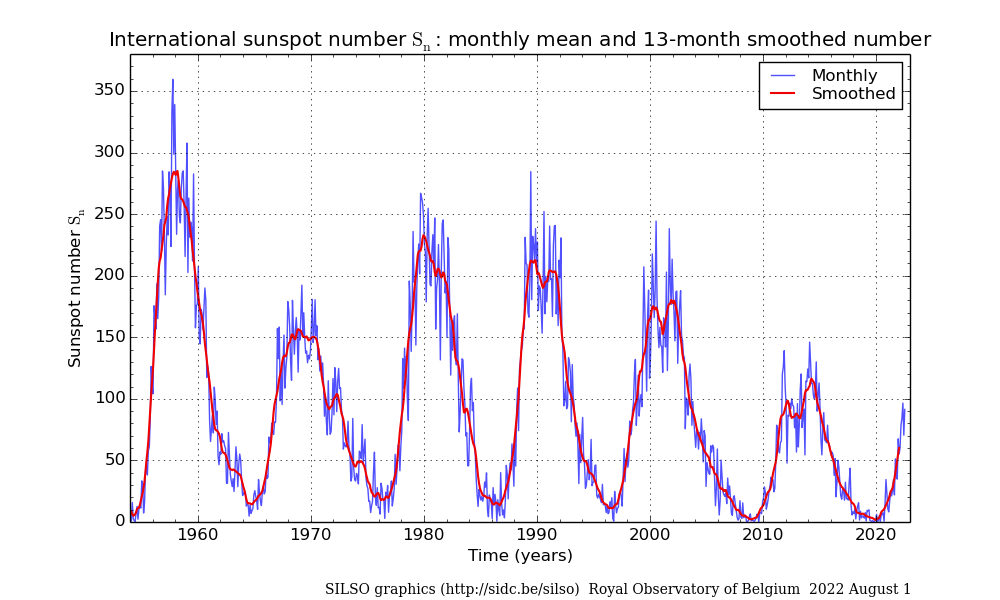 International sunspot number Sn : monthly mean and 13-month smoothed number
Monthly
Smoothed
350
300
250
200
150
100
50
0
Sunspot number Sn
1960 1970 1980 1990 2000 2010 2020
Time (years)
SILSO graphics (http://sidc.be/silso) Royal Observatory of Belgium 2022 August 1